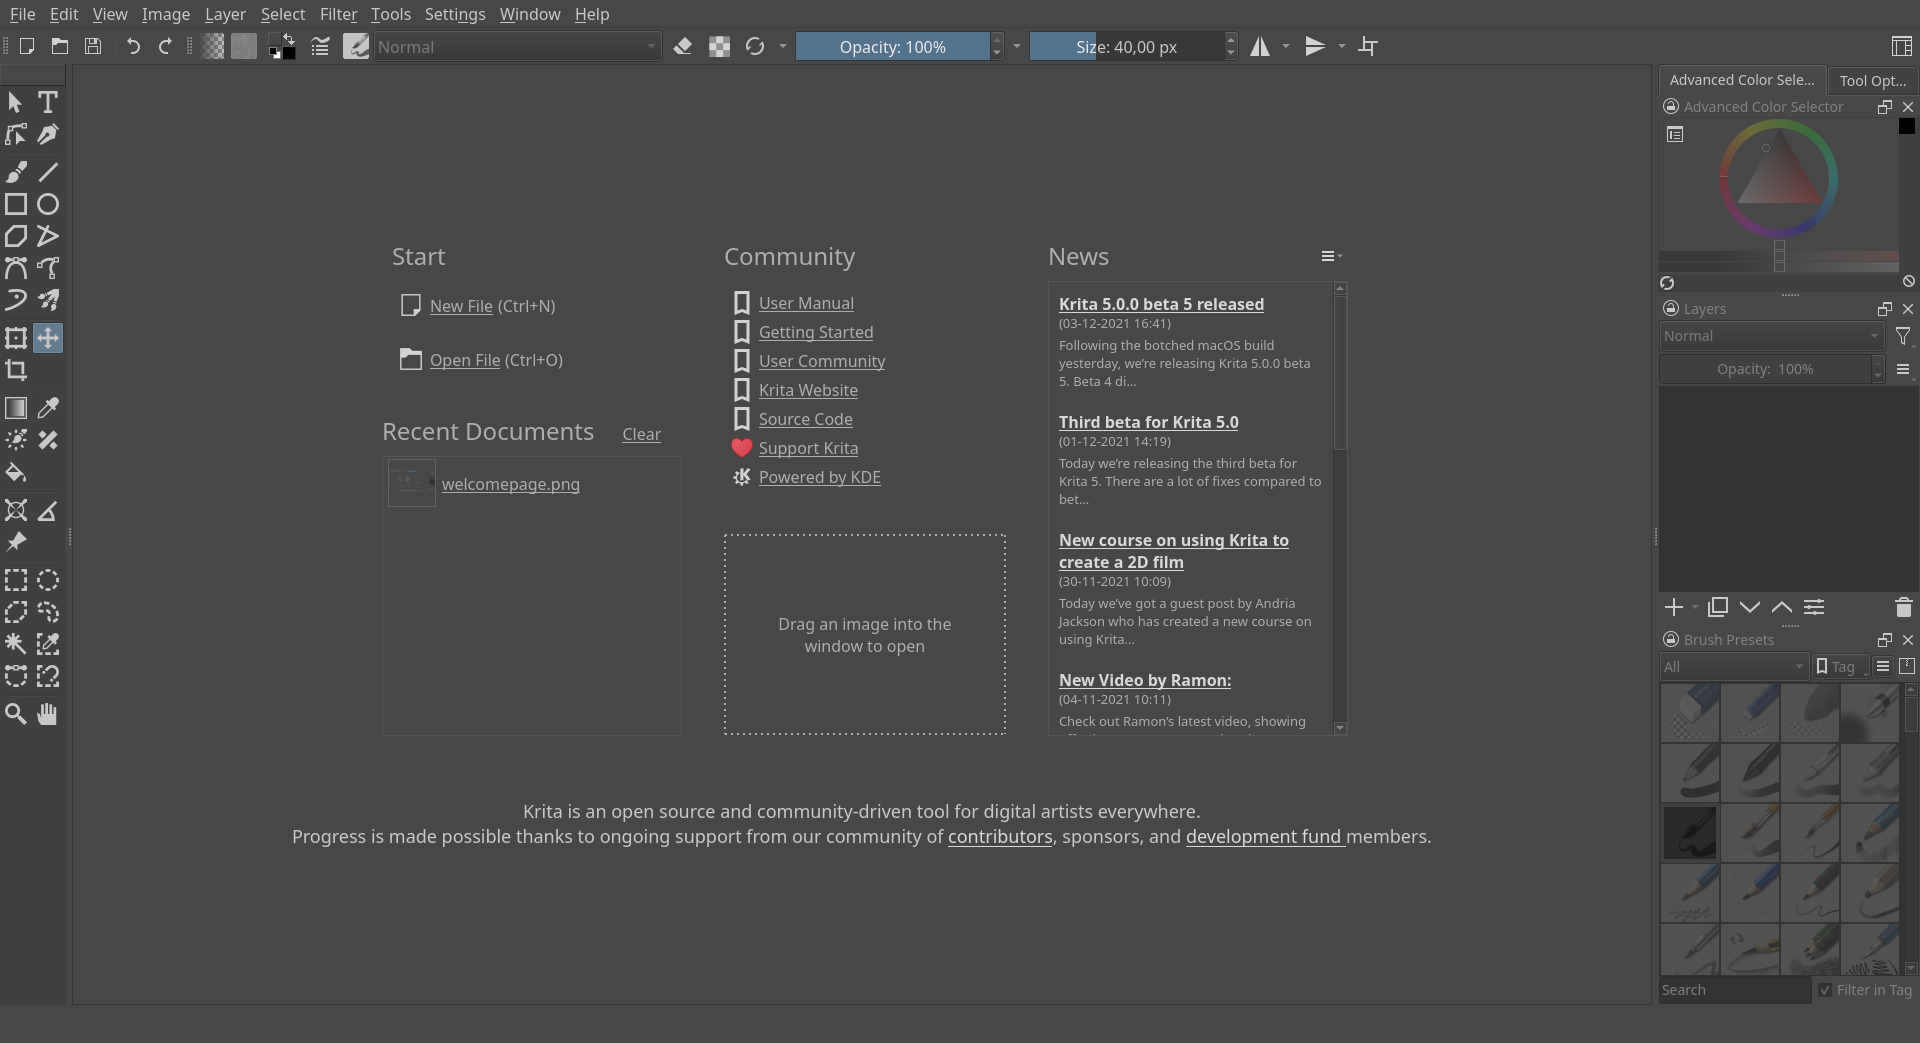 File Edit View Image Layer Select Filter Tools Settings Window Help
Normal
Opacity: 100%
Size: 40,00 px
Advanced Color Sele...
Tool Opt...
Advanced Color Selector
Layers
Normal
Opacity: 100%
Brush Presets
All
Tag
Search
Filter in Tag
Start
New File (Ctrl+N)
Open File (Ctrl+O)
Recent Documents
Clear
welcomepage.png
Community
User Manual
Getting Started
User Community
Krita Website
Source Code
Support Krita
Powered by KDE
Drag an image into the
window to open
News
Krita 5.0.0 beta 5 released
(03-12-2021 16:41)
Following the botched macOS build
yesterday, we’re releasing Krita 5.0.0 beta
5. Beta 4 di...
Third beta for Krita 5.0
(01-12-2021 14:19)
Today we’re releasing the third beta for
Krita 5. There are a lot of fixes compared to
bet...
New course on using Krita to
create a 2D film
(30-11-2021 10:09)
Today we’ve got a guest post by Andria
Jackson who has created a new course on
using Krita...
New Video by Ramon:
(04-11-2021 10:11)
Check out Ramon’s latest video, showing
Krita is an open source and community-driven tool for digital artists everywhere.
Progress is made possible thanks to ongoing support from our community of contributors, sponsors, and development fund members.